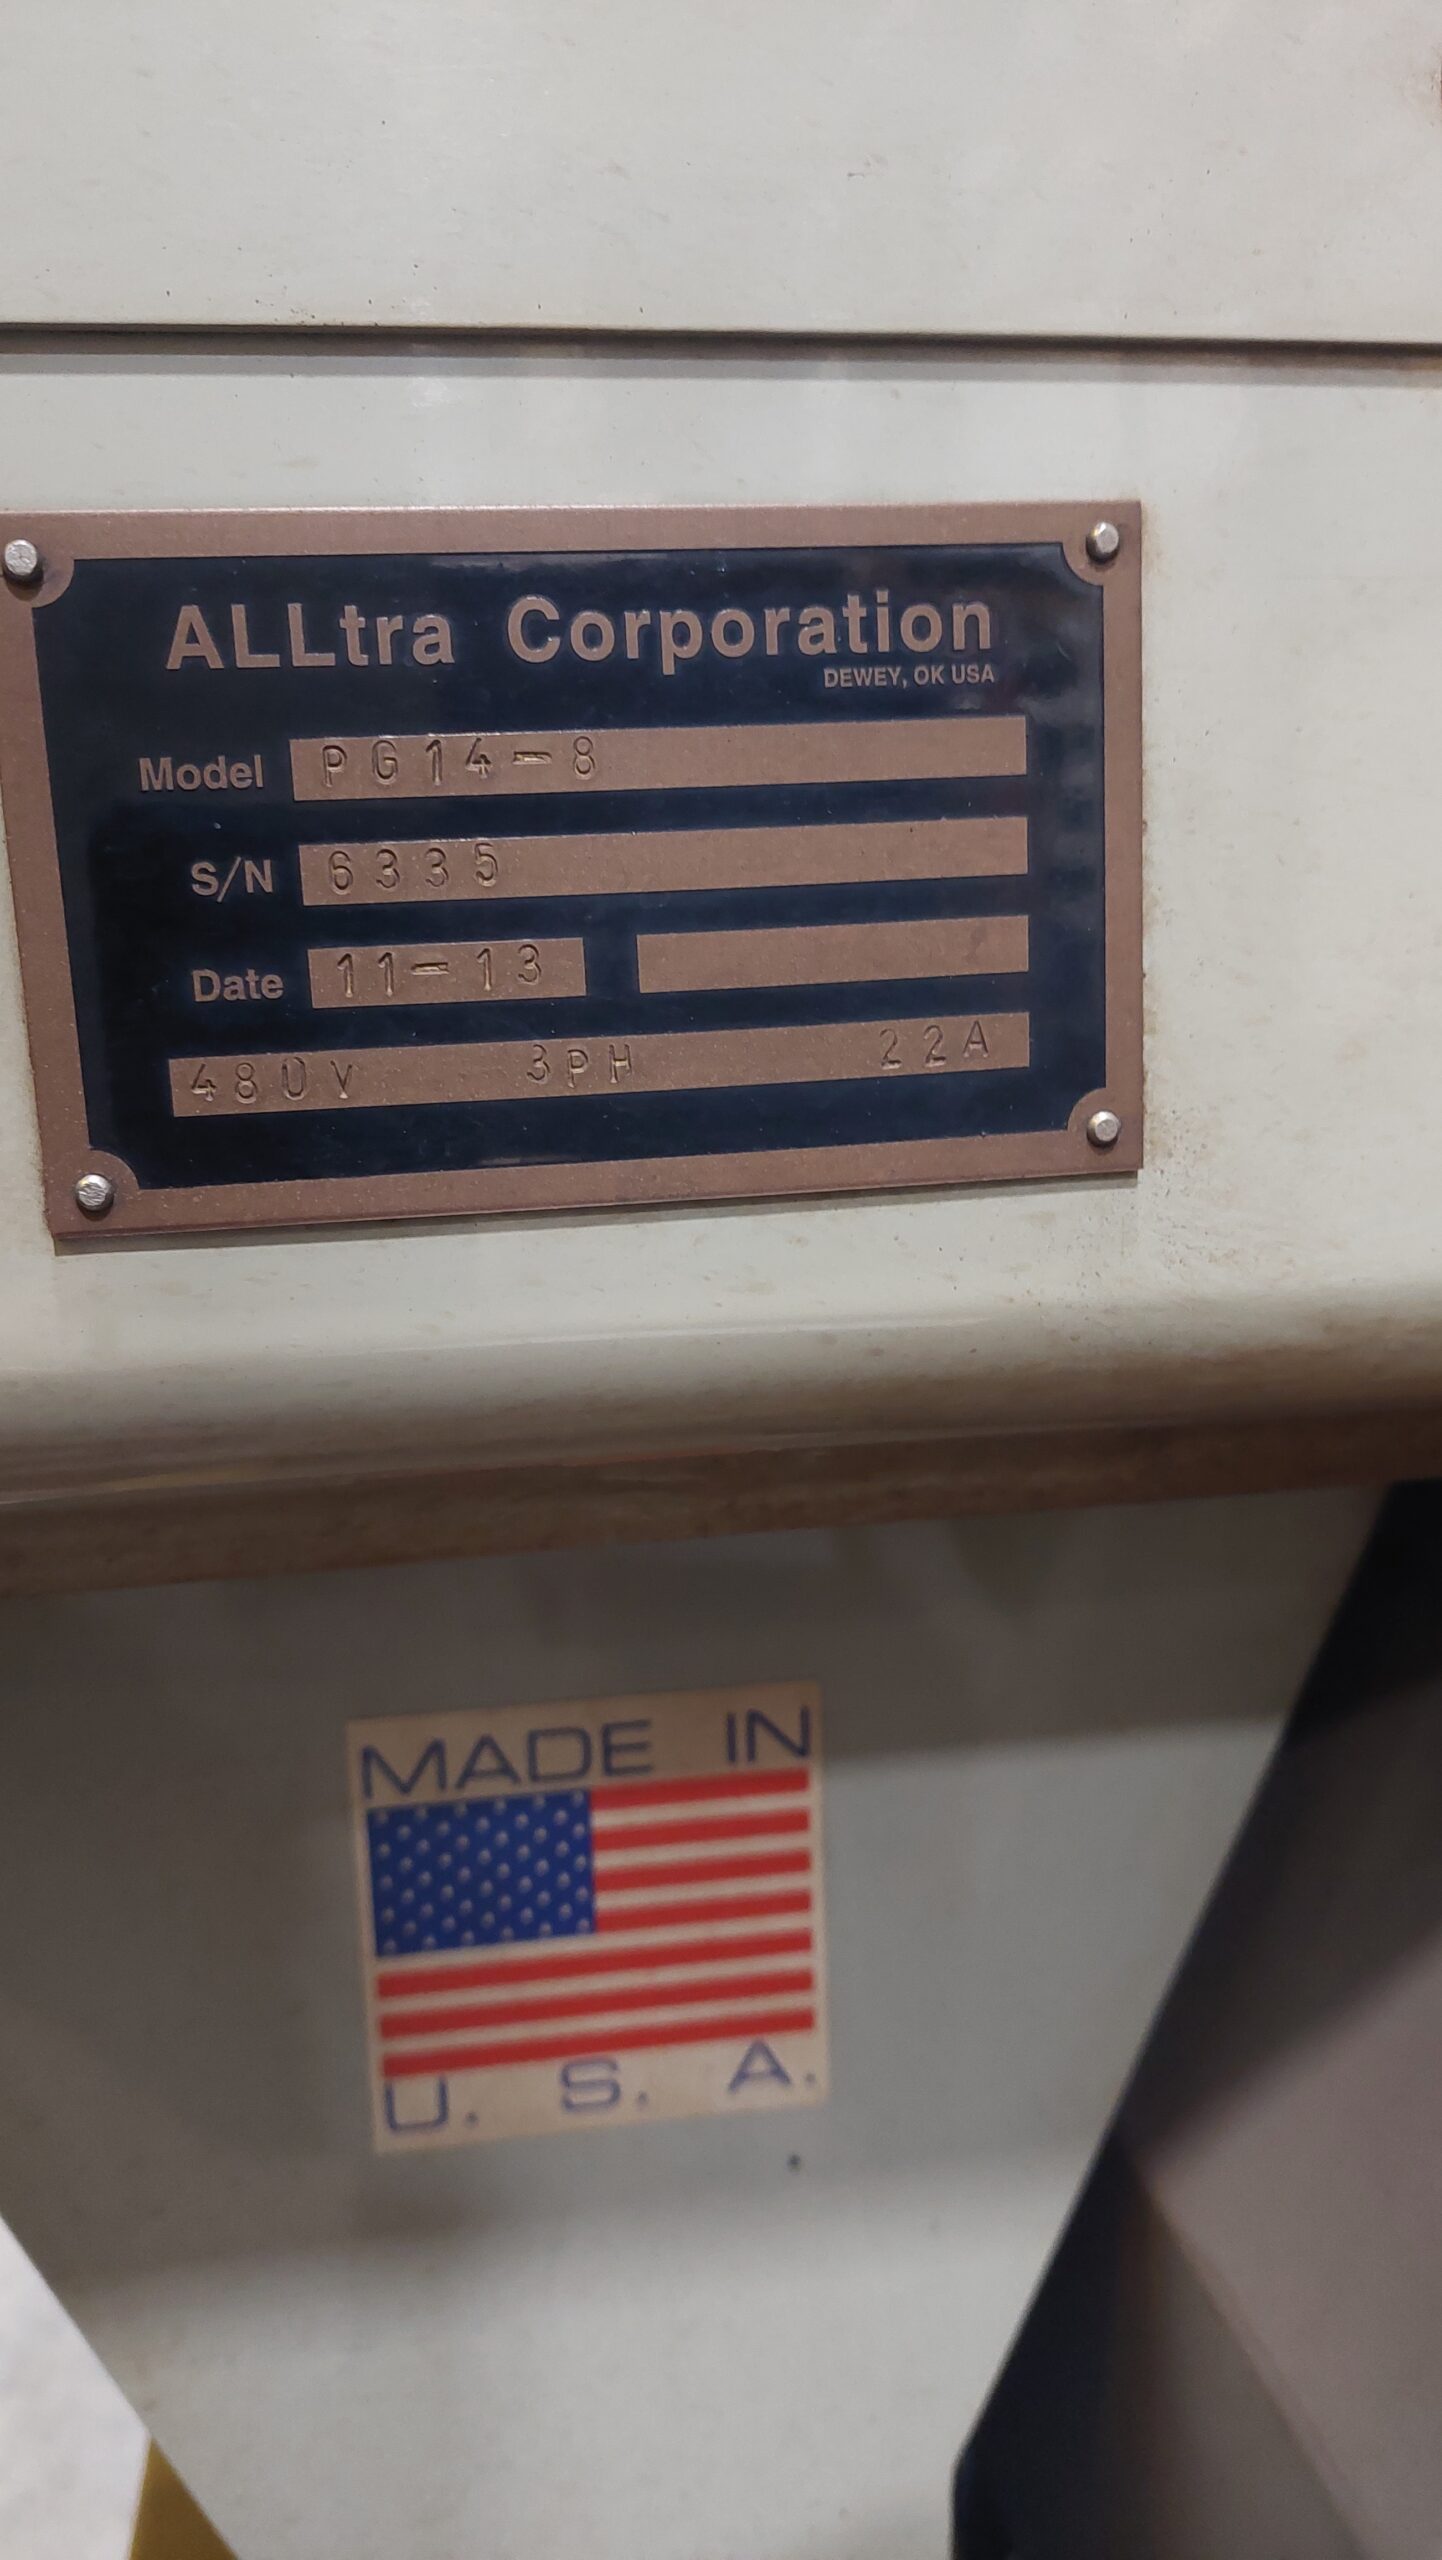 ALLtra Corporation
DEWEY, OK USA
Model PG14-8
S/N 6335
Date 11-13
480V 3PH 22A
MADE IN
U. S. A.